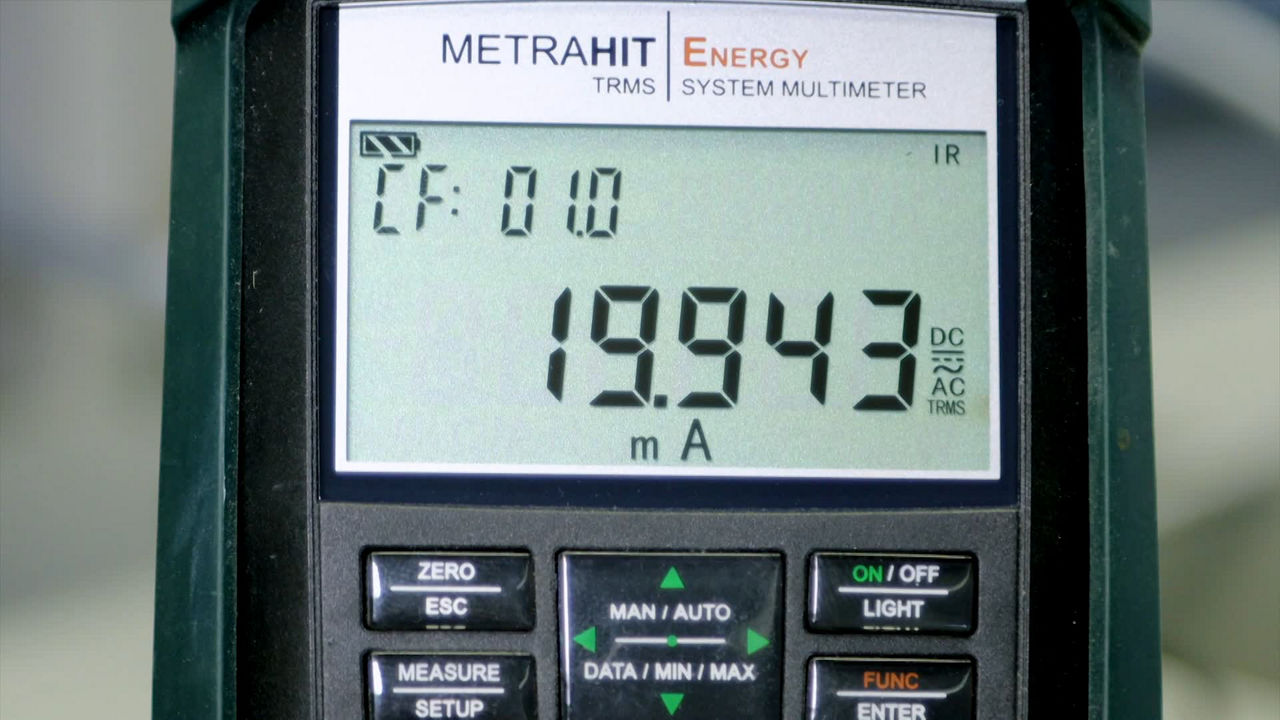 METRAHIT | ENERGY
TRMS | SYSTEM MULTIMETER
IR
CF: 01.0
19.943
DC
AC
TRMS
m A
ZERO
ESC
MAN / AUTO
DATA / MIN / MAX
ON / OFF
LIGHT
MEASURE
SETUP
FUNC
ENTER